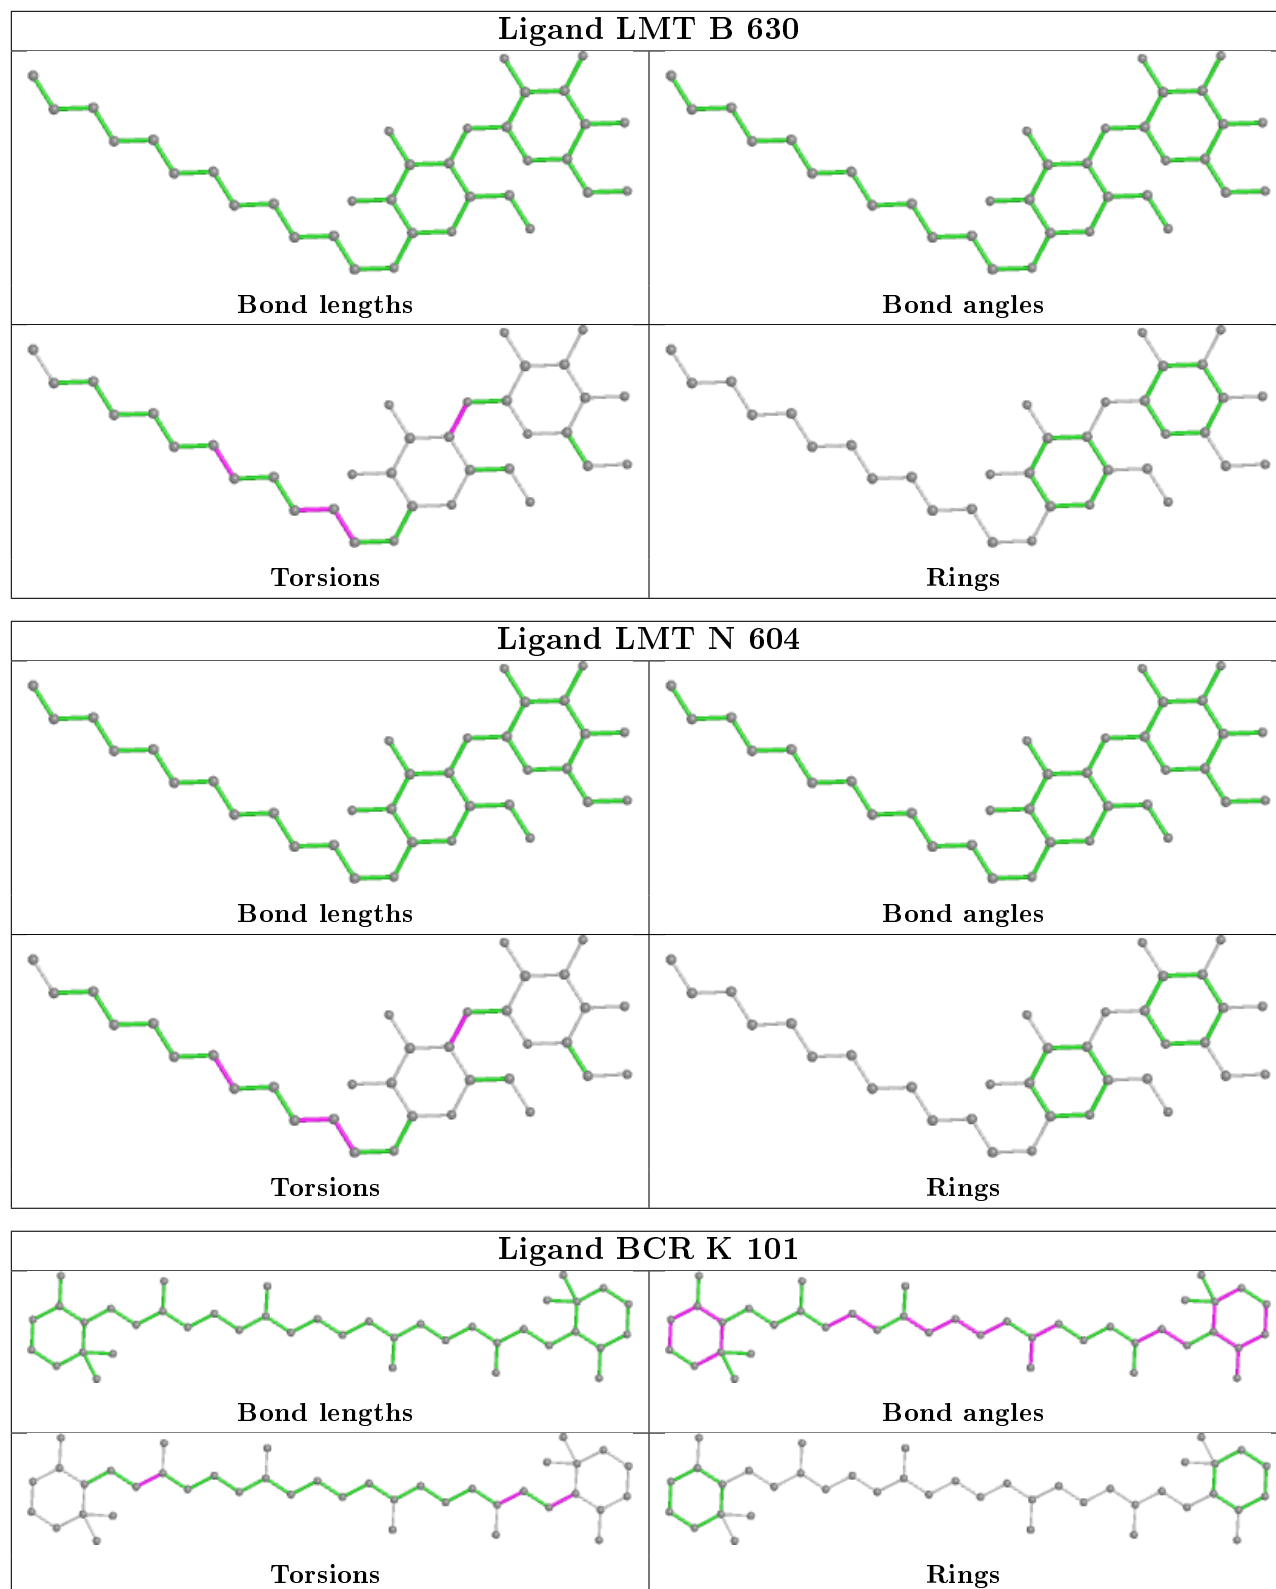 Ligand LMT B 630
Bond lengths
Bond angles
Torsions
Rings
Ligand LMT N 604
Bond lengths
Bond angles
Torsions
Rings
Ligand BCR K 101
Bond lengths
Bond angles
Torsions
Rings